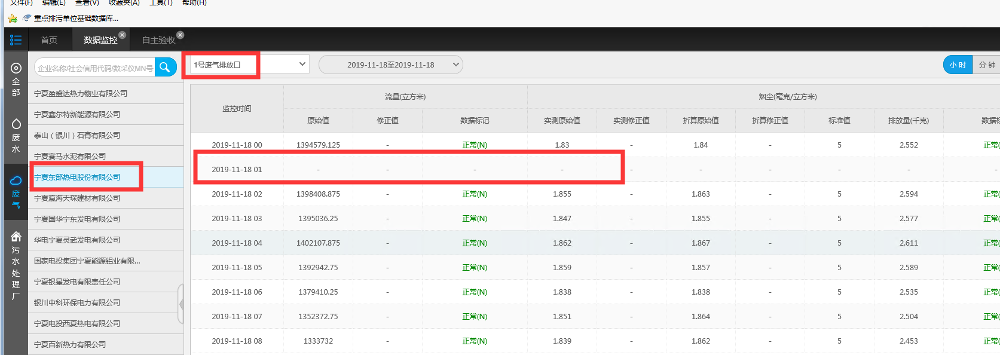 文件(F) 编辑(E) 查看(V) 收藏夹(A) 工具(T) 帮助(H)
重点排污单位基础数据库...
首页 数据监控 自主验收
企业名称/社会信用代码/数采仪MN号
1号废气排放口
2019-11-18至2019-11-18
小时 分钟
全部
废水
废气
污水处理厂
宁夏盈盛达热力物业有限公司
宁夏鑫尔特新能源有限公司
泰山（银川）石膏有限公司
宁夏赛马水泥有限公司
宁夏东部热电股份有限公司
宁夏瀛海天琛建材有限公司
宁夏国华宁东发电有限公司
华电宁夏灵武发电有限公司
国家电投集团宁夏能源铝业有限...
宁夏银星发电有限责任公司
银川中科环保电力有限公司
宁夏电投西夏热电有限公司
宁夏百新热力有限公司
监控时间 流量(立方米) 烟尘(毫克/立方米)
原始值 修正值 数据标记 实测原始值 实测修正值 折算原始值 折算修正值 标准值 排放量(千克) 数据标
2019-11-18 00 1394579.125 - 正常(N) 1.83 - 1.84 - 5 2.552 正常(
2019-11-18 01 - - - - - - - - - -
2019-11-18 02 1398408.875 - 正常(N) 1.855 - 1.863 - 5 2.594 正常(
2019-11-18 03 1395036.25 - 正常(N) 1.847 - 1.855 - 5 2.577 正常(
2019-11-18 04 1402107.875 - 正常(N) 1.862 - 1.867 - 5 2.611 正常(
2019-11-18 05 1392942.75 - 正常(N) 1.859 - 1.857 - 5 2.589 正常(
2019-11-18 06 1379410.25 - 正常(N) 1.838 - 1.838 - 5 2.535 正常(
2019-11-18 07 1352372.75 - 正常(N) 1.851 - 1.864 - 5 2.504 正常(
2019-11-18 08 1333732 - 正常(N) 1.839 - 1.862 - 5 2.453 正常(